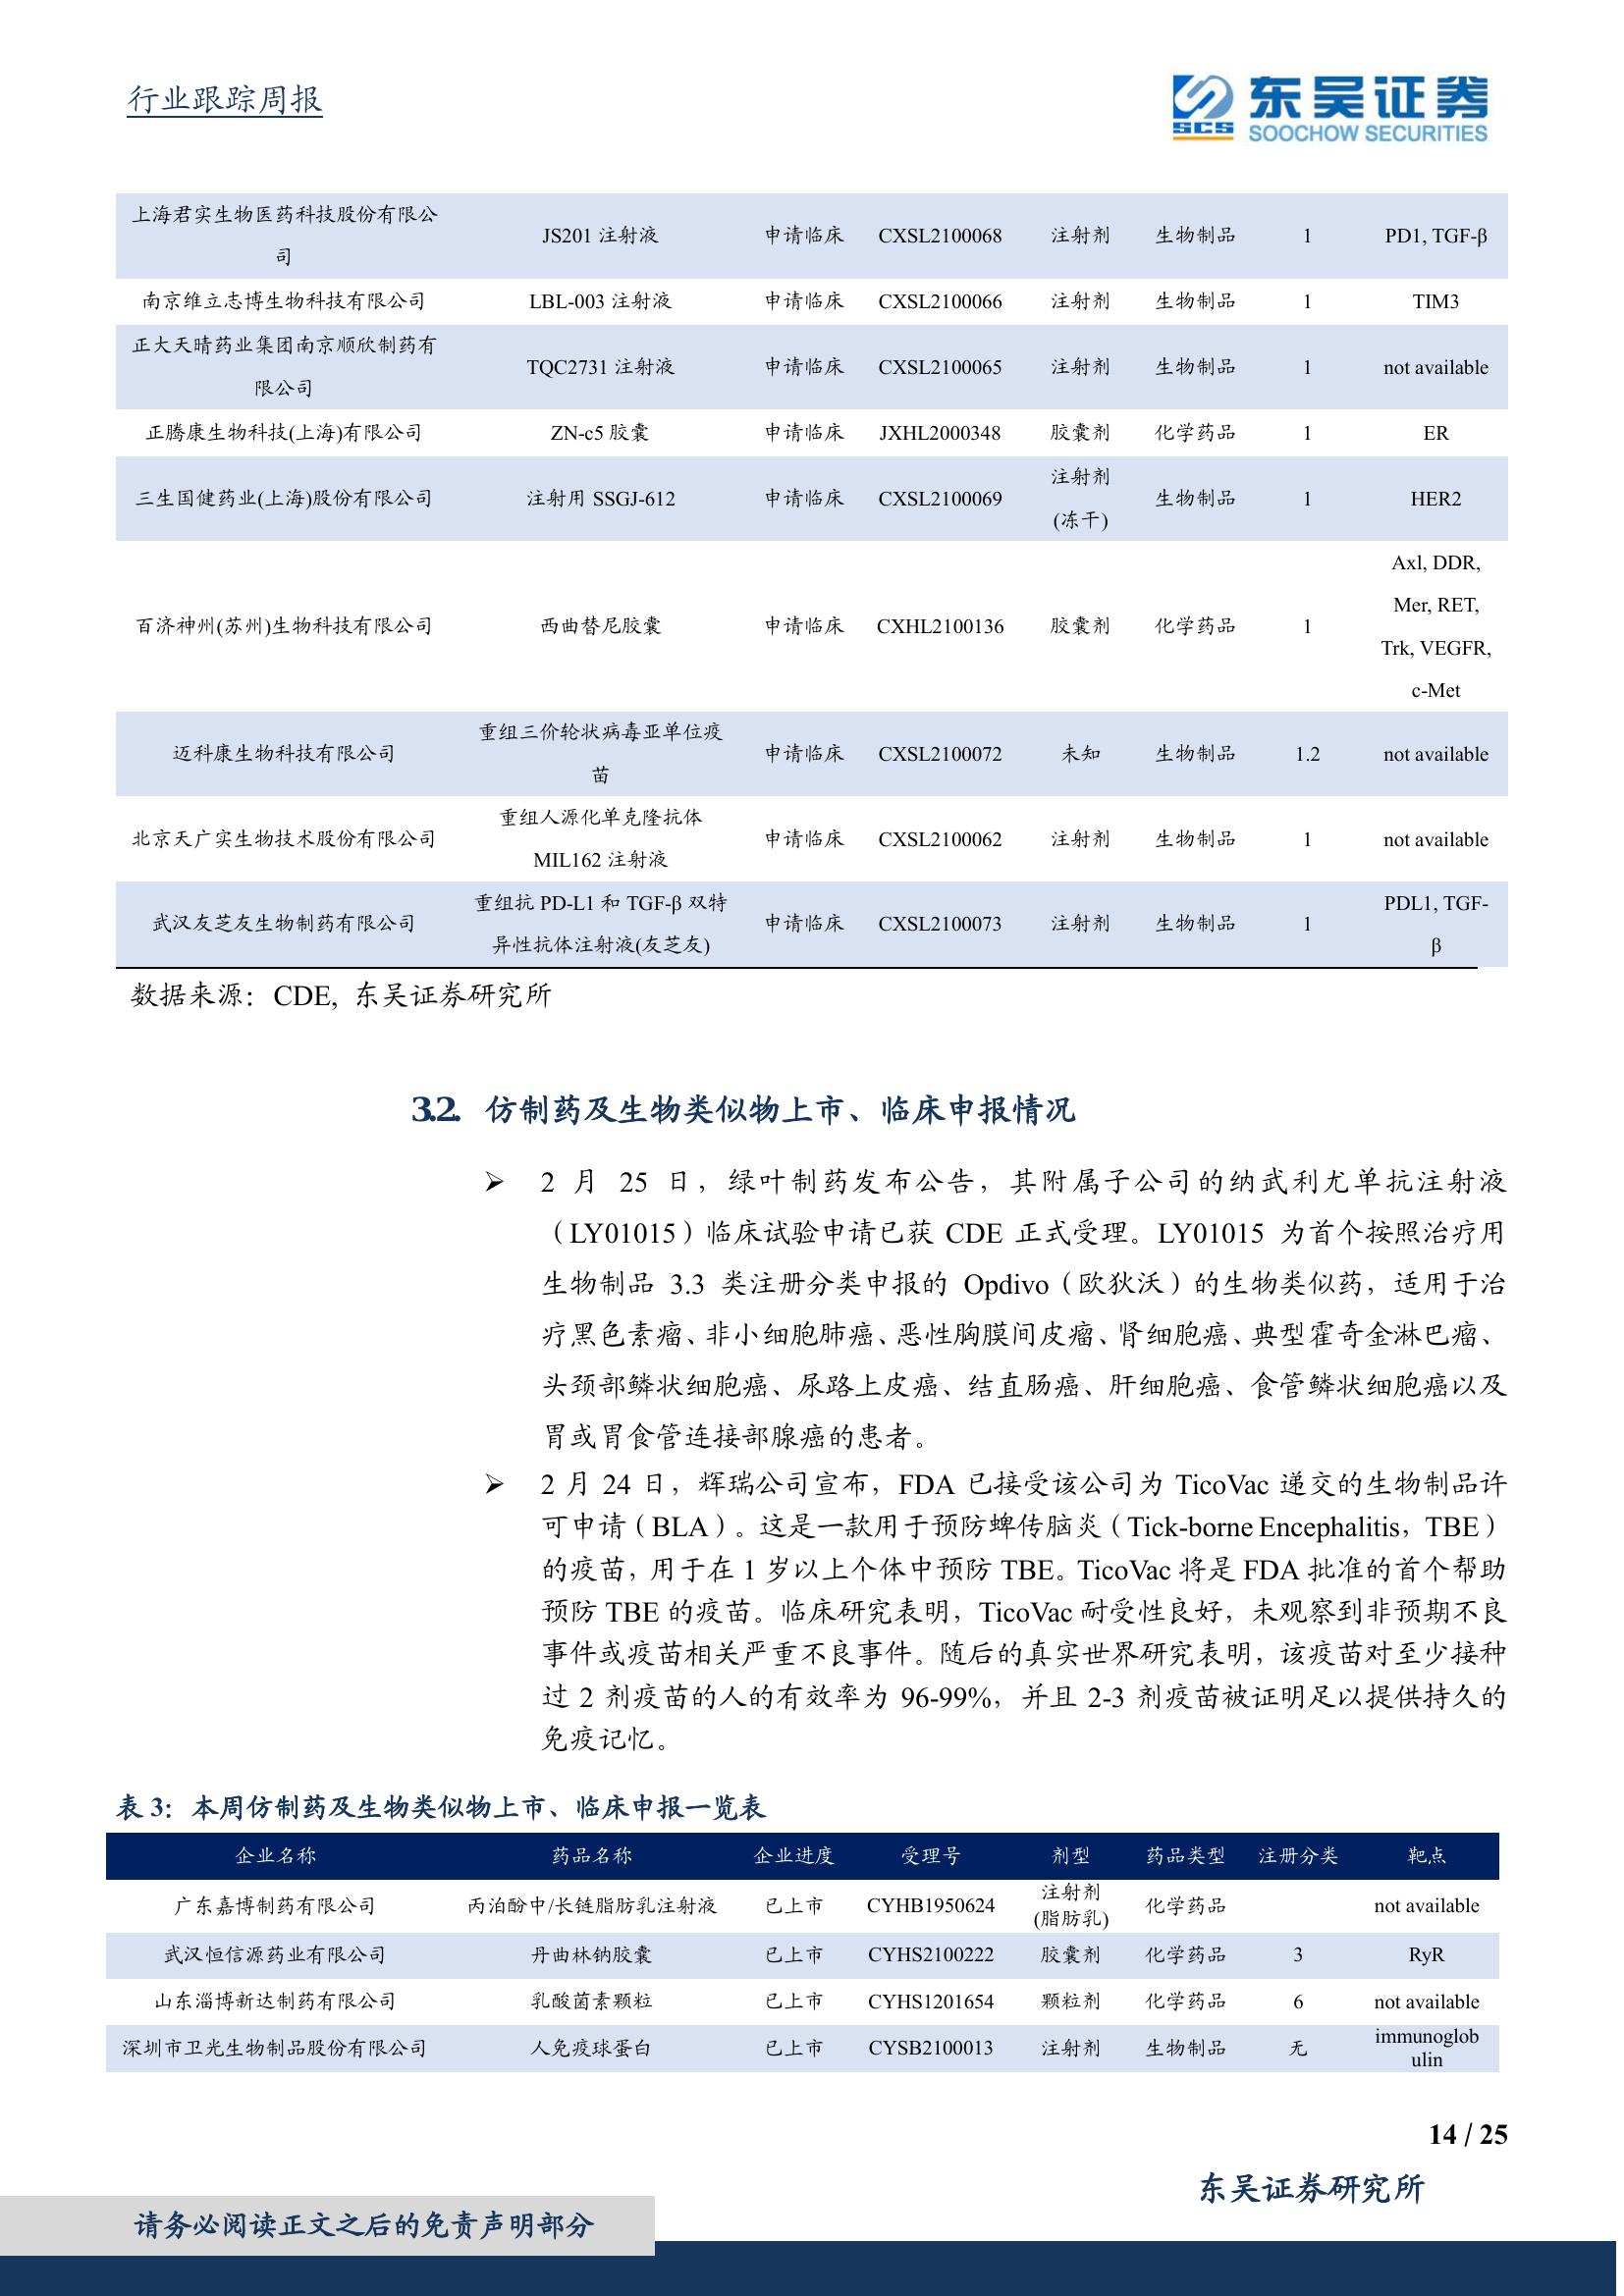 行业跟踪周报
东吴证券
SCS
SOOCHOW SECURITIES
上海君实生物医药科技股份有限公
司
JS201 注射液
申请临床
CXSL2100068
注射剂
生物制品
1
PD1, TGF-β
南京维立志博生物科技有限公司
LBL-003 注射液
申请临床
CXSL2100066
注射剂
生物制品
1
TIM3
正大天晴药业集团南京顺欣制药有
限公司
TQC2731 注射液
申请临床
CXSL2100065
注射剂
生物制品
1
not available
正腾康生物科技(上海)有限公司
ZN-c5 胶囊
申请临床
JXHL2000348
胶囊剂
化学药品
1
ER
三生国健药业(上海)股份有限公司
注射用 SSGJ-612
申请临床
CXSL2100069
注射剂
(冻干)
生物制品
1
HER2
百济神州(苏州)生物科技有限公司
西曲替尼胶囊
申请临床
CXHL2100136
胶囊剂
化学药品
1
Axl, DDR,
Mer, RET,
Trk, VEGFR,
c-Met
迈科康生物科技有限公司
重组三价轮状病毒亚单位疫
苗
申请临床
CXSL2100072
未知
生物制品
1.2
not available
北京天广实生物技术股份有限公司
重组人源化单克隆抗体
MIL162 注射液
申请临床
CXSL2100062
注射剂
生物制品
1
not available
武汉友芝友生物制药有限公司
重组抗 PD-L1 和 TGF-β 双特
异性抗体注射液(友芝友)
申请临床
CXSL2100073
注射剂
生物制品
1
PDL1, TGF-
β
数据来源：CDE, 东吴证券研究所
3.2. 仿制药及生物类似物上市、临床申报情况
➢ 2 月 25 日，绿叶制药发布公告，其附属子公司的纳武利尤单抗注射液
（LY01015）临床试验申请已获 CDE 正式受理。LY01015 为首个按照治疗用
生物制品 3.3 类注册分类申报的 Opdivo（欧狄沃）的生物类似药，适用于治
疗黑色素瘤、非小细胞肺癌、恶性胸膜间皮瘤、肾细胞癌、典型霍奇金淋巴瘤、
头颈部鳞状细胞癌、尿路上皮癌、结直肠癌、肝细胞癌、食管鳞状细胞癌以及
胃或胃食管连接部腺癌的患者。
➢ 2 月 24 日，辉瑞公司宣布，FDA 已接受该公司为 TicoVac 递交的生物制品许
可申请（BLA）。这是一款用于预防蜱传脑炎（Tick-borne Encephalitis，TBE）
的疫苗，用于在 1 岁以上个体中预防 TBE。TicoVac 将是 FDA 批准的首个帮助
预防 TBE 的疫苗。临床研究表明，TicoVac 耐受性良好，未观察到非预期不良
事件或疫苗相关严重不良事件。随后的真实世界研究表明，该疫苗对至少接种
过 2 剂疫苗的人的有效率为 96-99%，并且 2-3 剂疫苗被证明足以提供持久的
免疫记忆。
表 3：本周仿制药及生物类似物上市、临床申报一览表
企业名称
药品名称
企业进度
受理号
剂型
药品类型
注册分类
靶点
广东嘉博制药有限公司
丙泊酚中/长链脂肪乳注射液
已上市
CYHB1950624
注射剂
(脂肪乳)
化学药品
not available
武汉恒信源药业有限公司
丹曲林钠胶囊
已上市
CYHS2100222
胶囊剂
化学药品
3
RyR
山东淄博新达制药有限公司
乳酸菌素颗粒
已上市
CYHS1201654
颗粒剂
化学药品
6
not available
深圳市卫光生物制品股份有限公司
人免疫球蛋白
已上市
CYSB2100013
注射剂
生物制品
无
immunoglob
ulin
14 / 25
东吴证券研究所
请务必阅读正文之后的免责声明部分